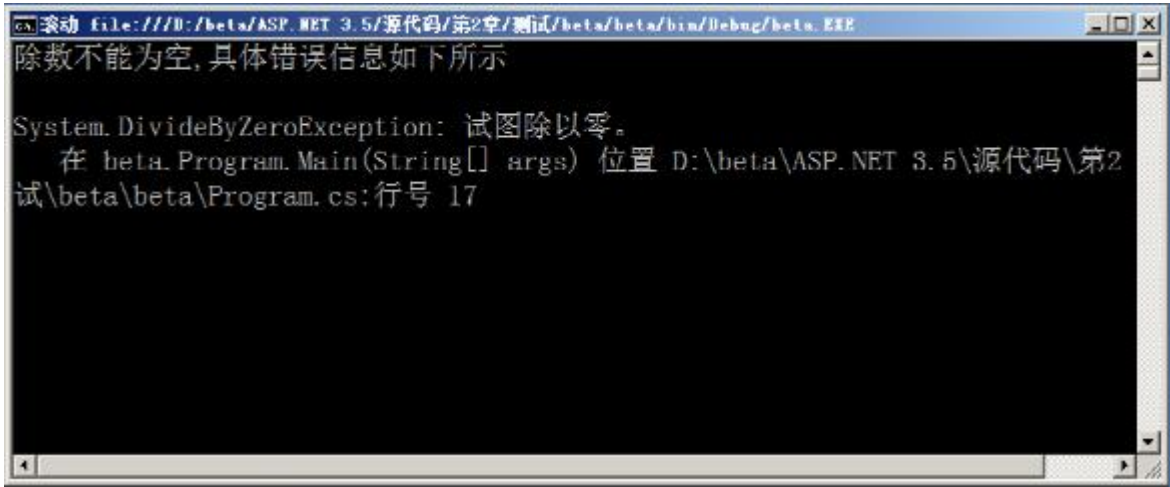 滚动 file:///D:/beta/ASP.NET 3.5/源代码/第2章/测试/beta/beta/bin/Debug/beta.EXE
除数不能为空,具体错误信息如下所示
System.DivideByZeroException: 试图除以零。
在 beta.Program.Main(String[] args) 位置 D:\beta\ASP.NET 3.5\源代码\第2
试\beta\beta\Program.cs:行号 17